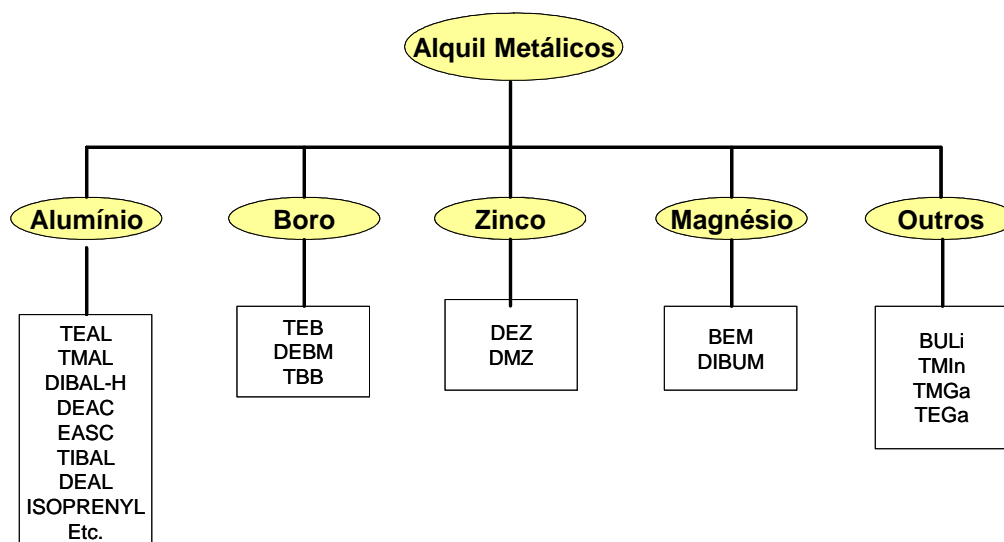 Alquil Metálicos
Alumínio
Boro
Zinco
Magnésio
Outros
TEAL
TMAL
DIBAL-H
DEAC
EASC
TIBAL
DEAL
ISOPRENYL
Etc.
TEB
DEBM
TBB
DEZ
DMZ
BEM
DIBUM
BULi
TMIn
TMGa
TEGa